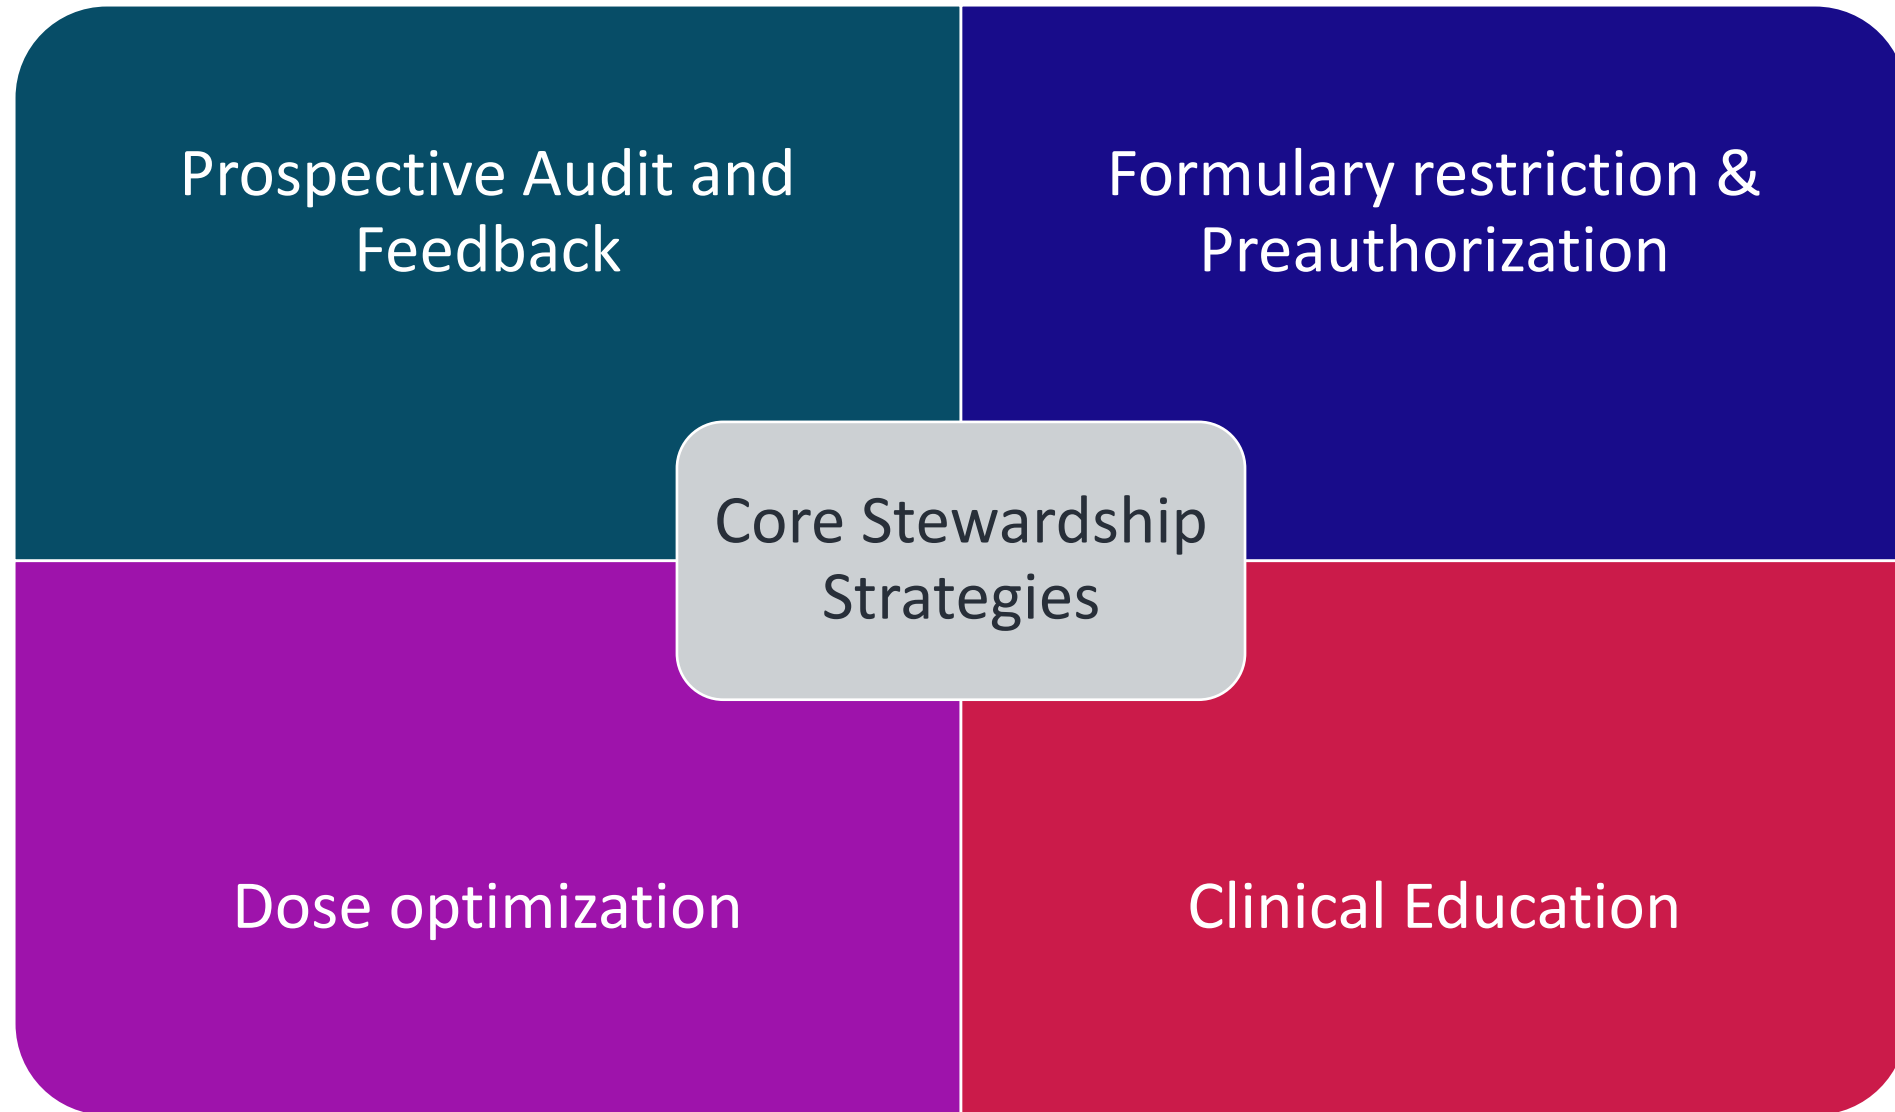 Prospective Audit and
Feedback
Formulary restriction &
Preauthorization
Core Stewardship
Strategies
Dose optimization
Clinical Education